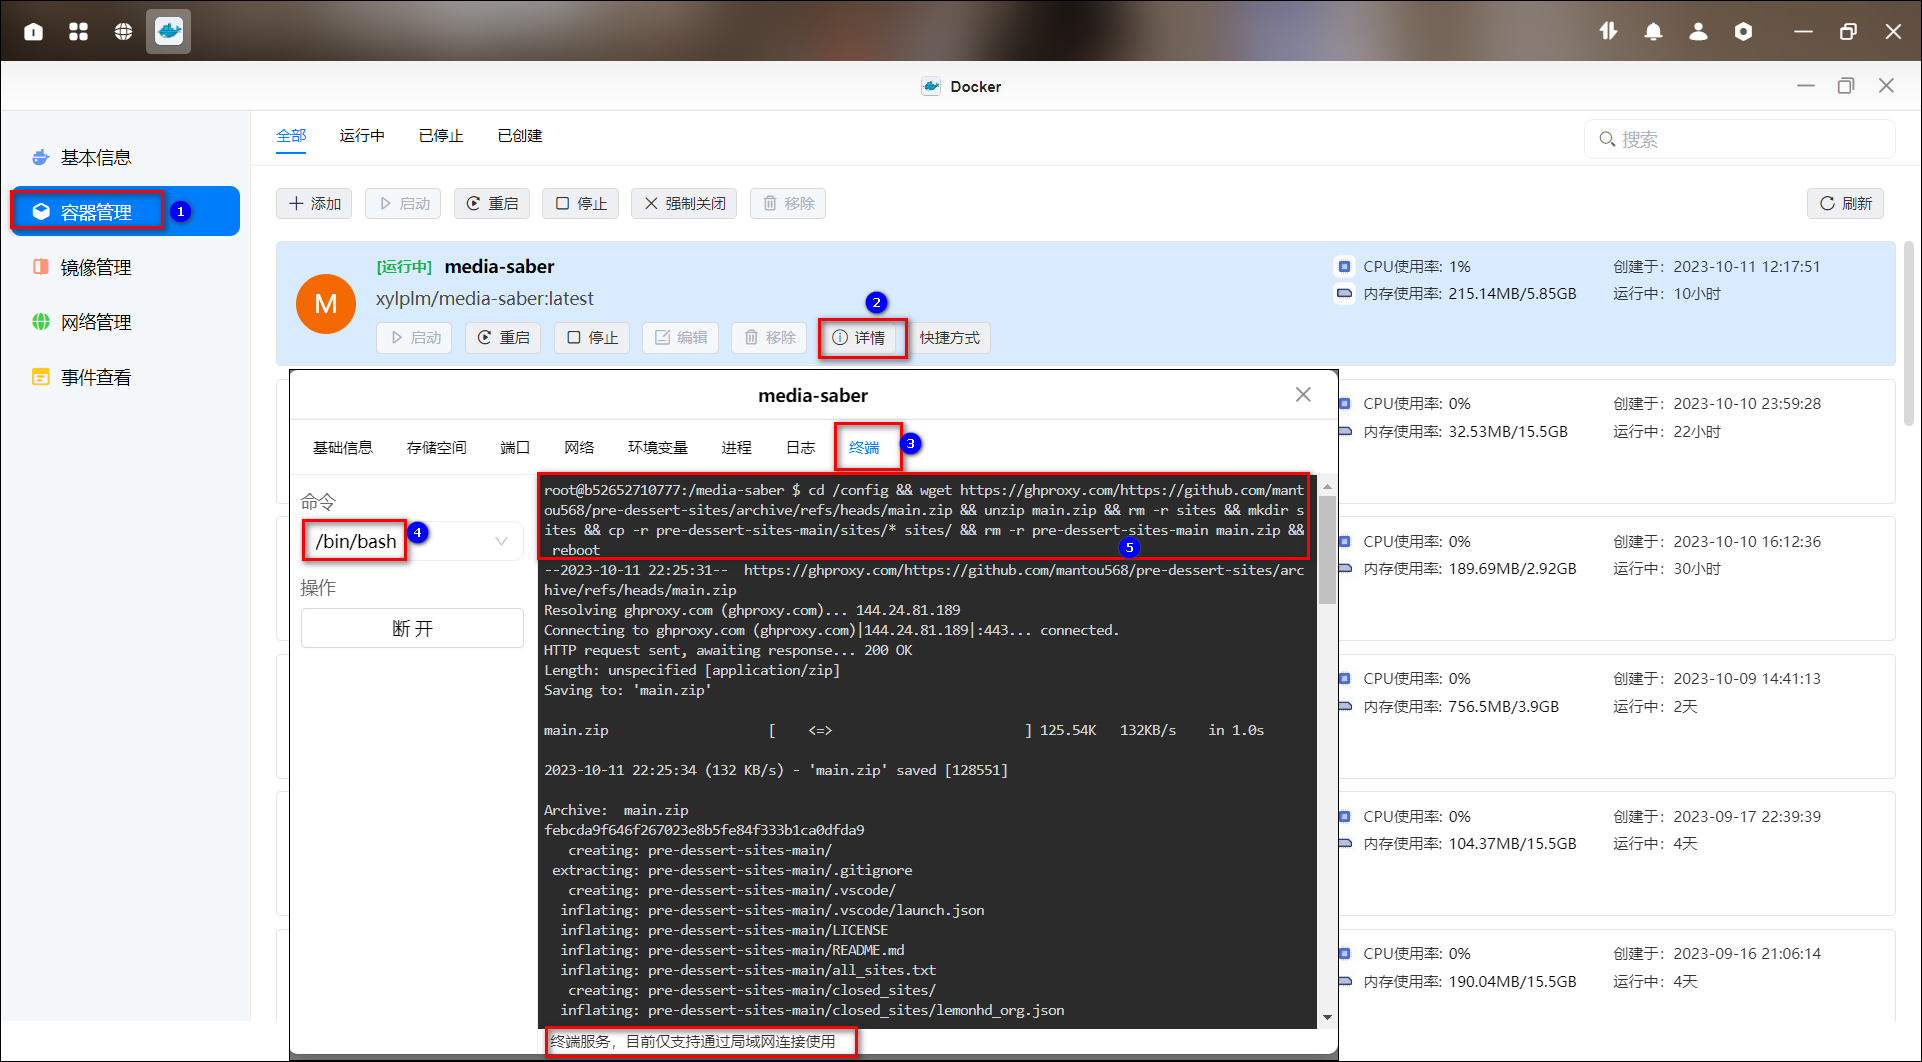 Docker
基本信息
容器管理
1
镜像管理
网络管理
事件查看
全部 运行中 已停止 已创建
搜索
添加 启动 重启 停止 强制关闭 移除
刷新
M
[运行中] media-saber
xylplm/media-saber:latest
2
启动 重启 停止 编辑 移除 详情 快捷方式
CPU使用率: 1% 创建于: 2023-10-11 12:17:51
内存使用率: 215.14MB/5.85GB 运行中: 10小时
CPU使用率: 0% 创建于: 2023-10-10 23:59:28
内存使用率: 32.53MB/15.5GB 运行中: 22小时
CPU使用率: 0% 创建于: 2023-10-10 16:12:36
内存使用率: 189.69MB/2.92GB 运行中: 30小时
CPU使用率: 0% 创建于: 2023-10-09 14:41:13
内存使用率: 756.5MB/3.9GB 运行中: 2天
CPU使用率: 0% 创建于: 2023-09-17 22:39:39
内存使用率: 104.37MB/15.5GB 运行中: 4天
CPU使用率: 0% 创建于: 2023-09-16 21:06:14
内存使用率: 190.04MB/15.5GB 运行中: 4天
media-saber
基础信息 存储空间 端口 网络 环境变量 进程 日志 终端 3
命令
/bin/bash 4
操作
断 开
root@b52652710777:/media-saber $ cd /config && wget https://ghproxy.com/https://github.com/mant
ou568/pre-dessert-sites/archive/refs/heads/main.zip && unzip main.zip && rm -r sites && mkdir s
ites && cp -r pre-dessert-sites-main/sites/* sites/ && rm -r pre-dessert-sites-main main.zip &&
reboot
5
--2023-10-11 22:25:31-- https://ghproxy.com/https://github.com/mantou568/pre-dessert-sites/arc
hive/refs/heads/main.zip
Resolving ghproxy.com (ghproxy.com)... 144.24.81.189
Connecting to ghproxy.com (ghproxy.com)|144.24.81.189|:443... connected.
HTTP request sent, awaiting response... 200 OK
Length: unspecified [application/zip]
Saving to: 'main.zip'
main.zip [ <=> ] 125.54K 132KB/s in 1.0s
2023-10-11 22:25:34 (132 KB/s) - 'main.zip' saved [128551]
Archive: main.zip
febcda9f646f267023e8b5fe84f333b1ca0dfda9
creating: pre-dessert-sites-main/
extracting: pre-dessert-sites-main/.gitignore
creating: pre-dessert-sites-main/.vscode/
inflating: pre-dessert-sites-main/.vscode/launch.json
inflating: pre-dessert-sites-main/LICENSE
inflating: pre-dessert-sites-main/README.md
inflating: pre-dessert-sites-main/all_sites.txt
creating: pre-dessert-sites-main/closed_sites/
inflating: pre-dessert-sites-main/closed_sites/lemonhd_org.json
终端服务，目前仅支持通过局域网连接使用